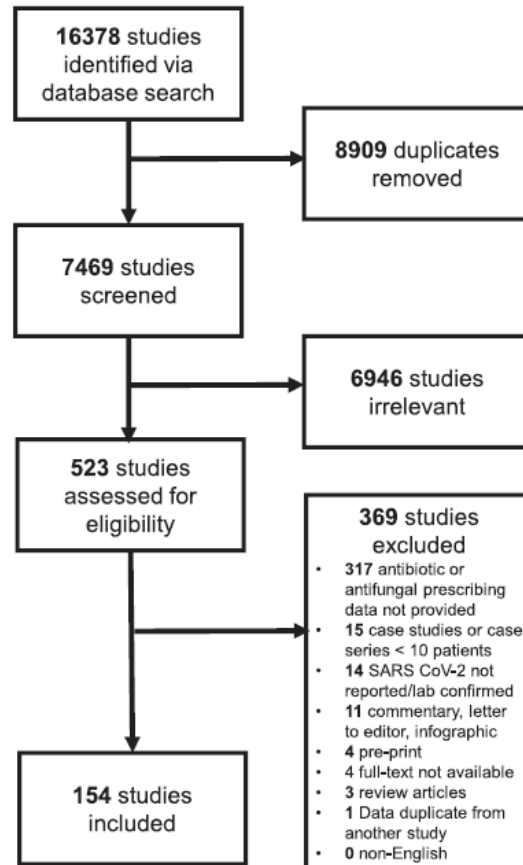 16378 studies
identified via
database search
8909 duplicates
removed
7469 studies
screened
6946 studies
irrelevant
523 studies
assessed for
eligibility
369 studies
excluded
• 317 antibiotic or
antifungal prescribing
data not provided
• 15 case studies or case
series < 10 patients
• 14 SARS CoV-2 not
reported/lab confirmed
• 11 commentary, letter
to editor, infographic
• 4 pre-print
• 4 full-text not available
• 3 review articles
• 1 Data duplicate from
another study
• 0 non-English
154 studies
included